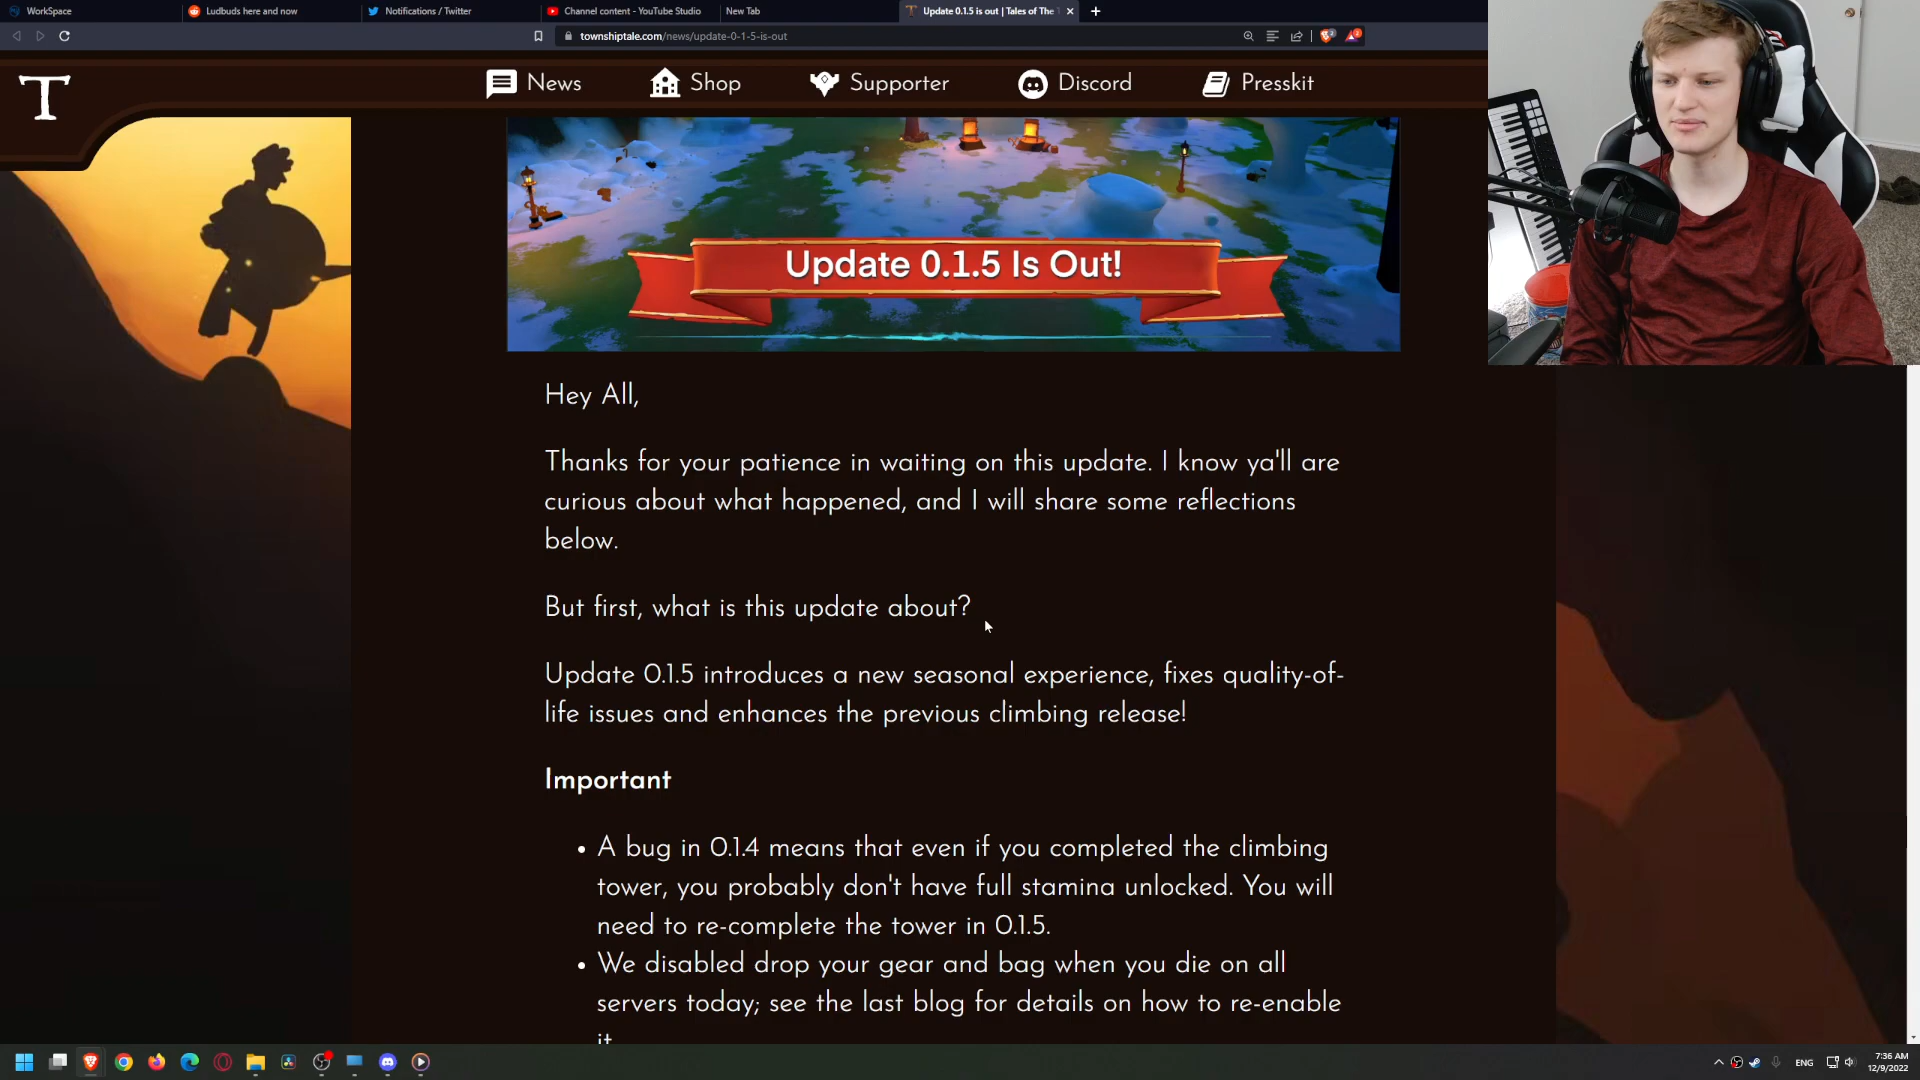 WorkSpace
Ludbuds here and now
Notifications / Twitter
Channel content - YouTube Studio
New Tab
Update 0.1.5 is out | Tales of The T
townshiptale.com/news/update-0-1-5-is-out
T
News
Shop
Supporter
Discord
Presskit
Update 0.1.5 Is Out!
Hey All,
Thanks for your patience in waiting on this update. I know ya'll are
curious about what happened, and I will share some reflections
below.
But first, what is this update about?
Update 0.1.5 introduces a new seasonal experience, fixes quality-of-
life issues and enhances the previous climbing release!
Important
• A bug in 0.1.4 means that even if you completed the climbing
tower, you probably don't have full stamina unlocked. You will
need to re-complete the tower in 0.1.5.
• We disabled drop your gear and bag when you die on all
servers today; see the last blog for details on how to re-enable
it
ENG
7:36 AM
12/9/2022